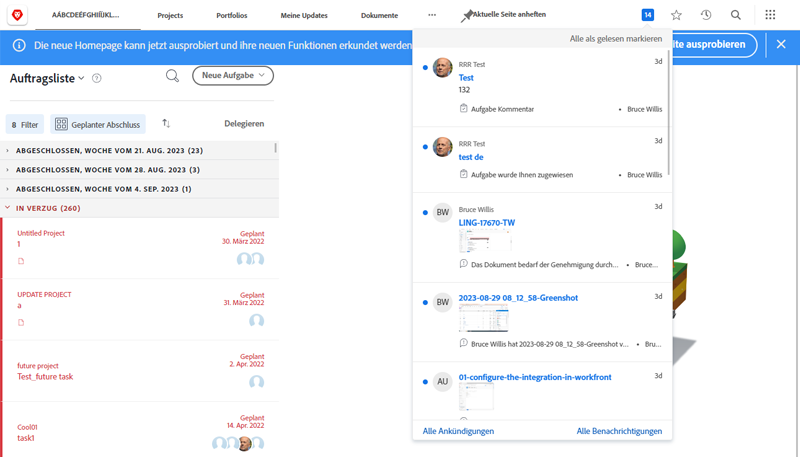 AÁBCDEÉFGHIÍÏJKL...
Projects
Portfolios
Meine Updates
Dokumente
Aktuelle Seite anheften
14
Die neue Homepage kann jetzt ausprobiert und ihre neuen Funktionen erkundet werden
ite ausprobieren
Auftragsliste
Neue Aufgabe
8 Filter
Geplanter Abschluss
Delegieren
ABGESCHLOSSEN, WOCHE VOM 21. AUG. 2023 (23)
ABGESCHLOSSEN, WOCHE VOM 28. AUG. 2023 (3)
ABGESCHLOSSEN, WOCHE VOM 4. SEP. 2023 (1)
IN VERZUG (260)
Untitled Project
1
Geplant
30. März 2022
UPDATE PROJECT
a
Geplant
31. März 2022
future project
Test_future task
Geplant
2. Apr. 2022
Cool01
task1
Geplant
14. Apr. 2022
Alle als gelesen markieren
RRR Test
3d
Test
132
Aufgabe Kommentar
• Bruce Willis
RRR Test
3d
test de
Aufgabe wurde Ihnen zugewiesen
• Bruce Willis
BW
Bruce Willis
3d
LING-17670-TW
Das Dokument bedarf der Genehmigung durch...
• Bruce...
BW
2023-08-29 08_12_58-Greenshot
3d
Bruce Willis hat 2023-08-29 08_12_58-Greenshot v...
• Bru...
AU
01-configure-the-integration-in-workfront
3d
Alle Ankündigungen
Alle Benachrichtigungen